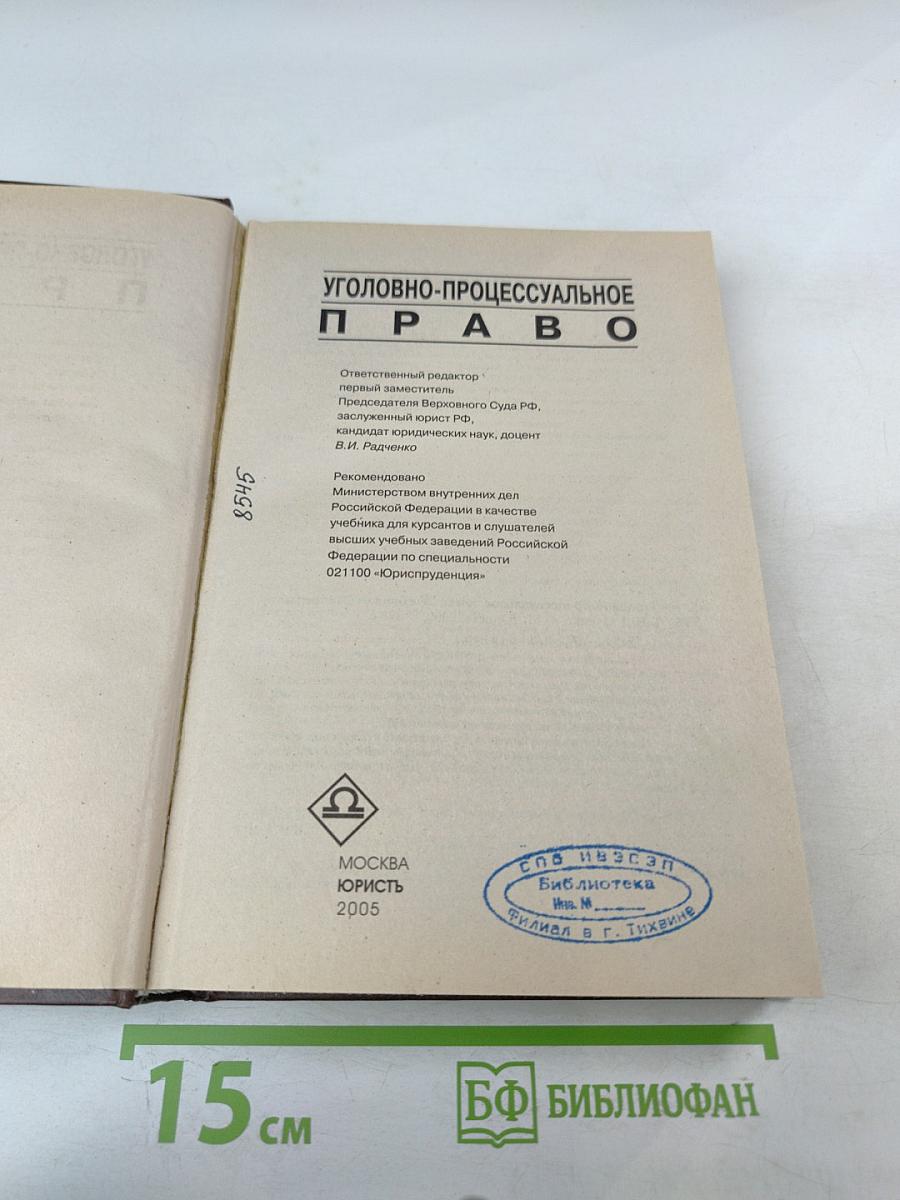 УГОЛОВНО-ПРОЦЕССУАЛЬНОЕ
ПРАВО
Ответственный редактор
первый заместитель
Председателя Верховного Суда РФ,
заслуженный юрист РФ,
кандидат юридических наук, доцент
В.И. Радченко
8545
Рекомендовано
Министерством внутренних дел
Российской Федерации в качестве
учебника для курсантов и слушателей
высших учебных заведений Российской
Федерации по специальности
021100 «Юриспруденция»
МОСКВА
ЮРИСТЪ
2005
СПБ ИВЭСЭП
Библиотека
Инв. №
Филиал в г. Тихвине
15 см
БФ БИБЛИОФАН